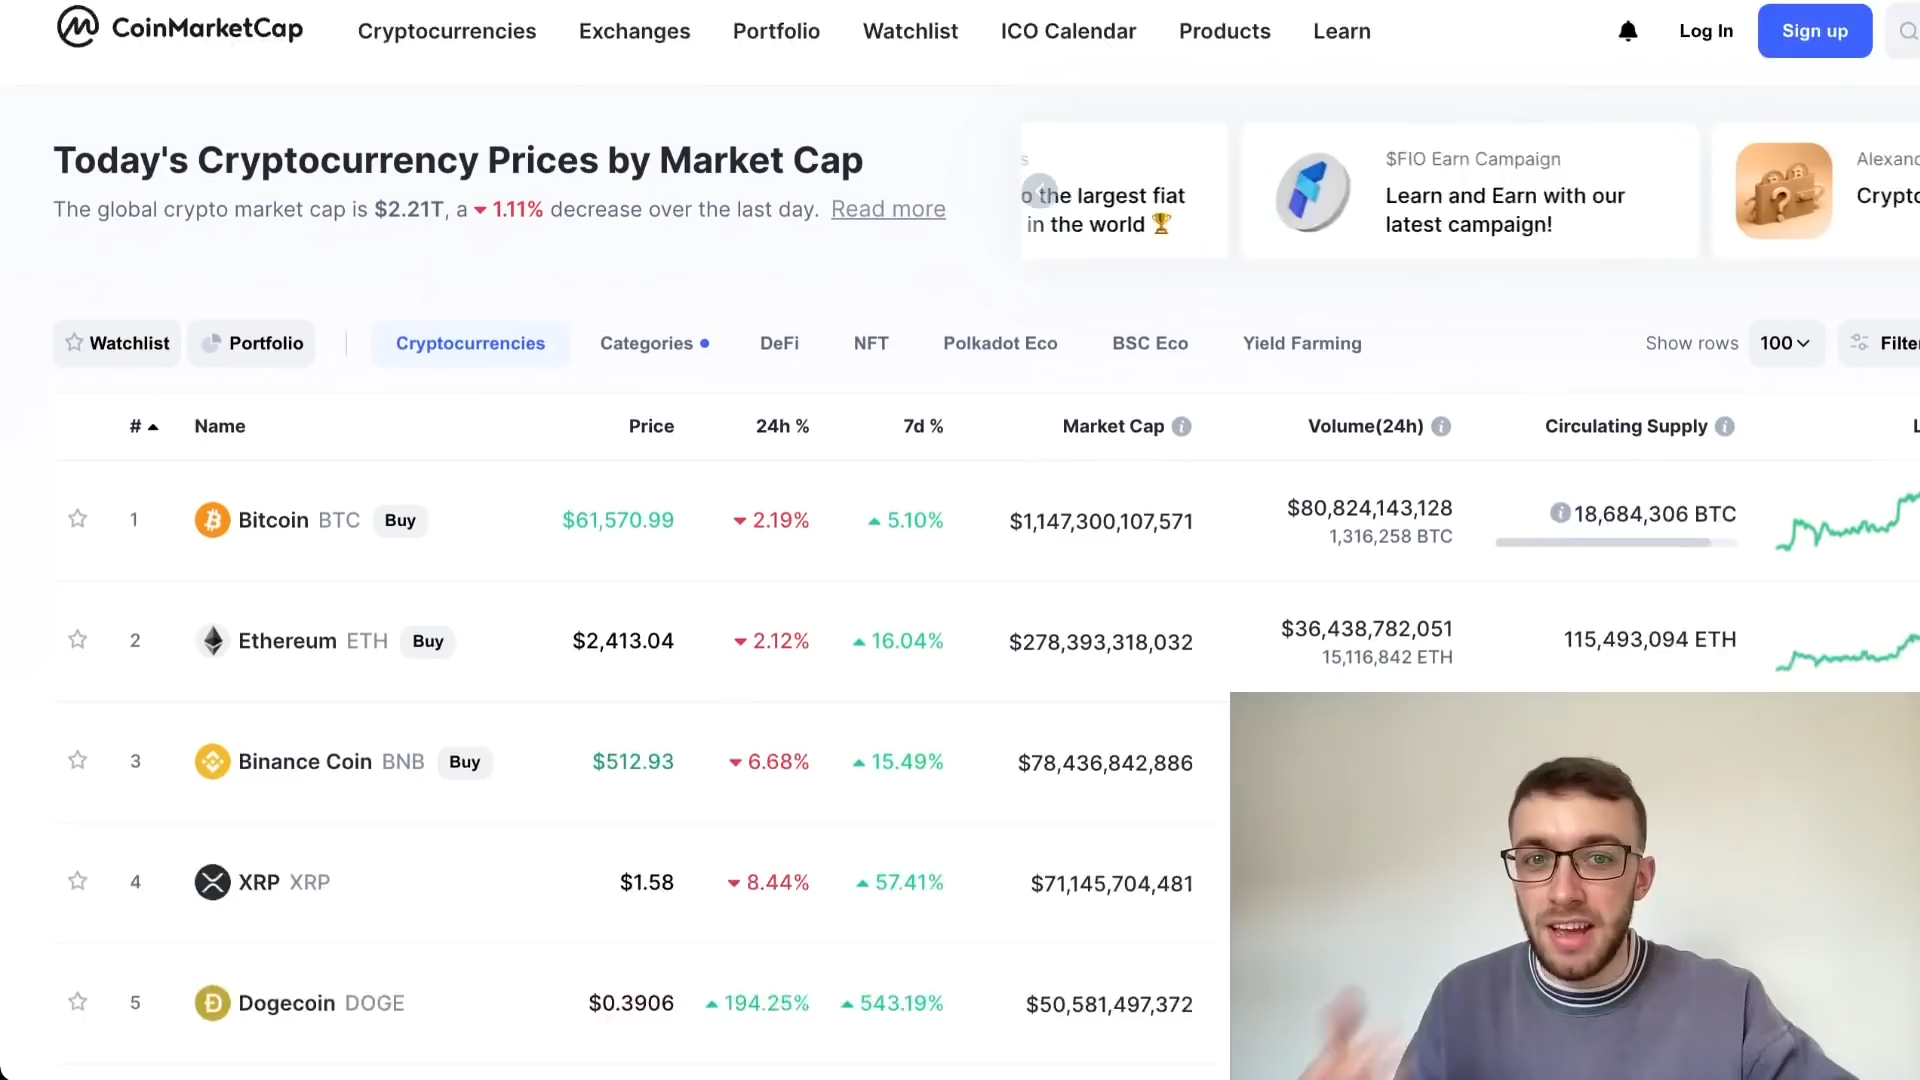 CoinMarketCap Cryptocurrencies Exchanges Portfolio Watchlist ICO Calendar Products Learn Log In Sign up
Today's Cryptocurrency Prices by Market Cap
The global crypto market cap is $2.21T, a 1.11% decrease over the last day. Read more
s
o the largest fiat
in the world 🏆
$FIO Earn Campaign
Learn and Earn with our
latest campaign!
Alexan
Crypto
Watchlist Portfolio Cryptocurrencies Categories DeFi NFT Polkadot Eco BSC Eco Yield Farming Show rows 100 Filte
# Name Price 24h % 7d % Market Cap Volume(24h) Circulating Supply L
1 Bitcoin BTC Buy $61,570.99 2.19% 5.10% $1,147,300,107,571 $80,824,143,128 18,684,306 BTC
1,316,258 BTC
2 Ethereum ETH Buy $2,413.04 2.12% 16.04% $278,393,318,032 $36,438,782,051 115,493,094 ETH
15,116,842 ETH
3 Binance Coin BNB Buy $512.93 6.68% 15.49% $78,436,842,886
4 XRP XRP $1.58 8.44% 57.41% $71,145,704,481
5 Dogecoin DOGE $0.3906 194.25% 543.19% $50,581,497,372